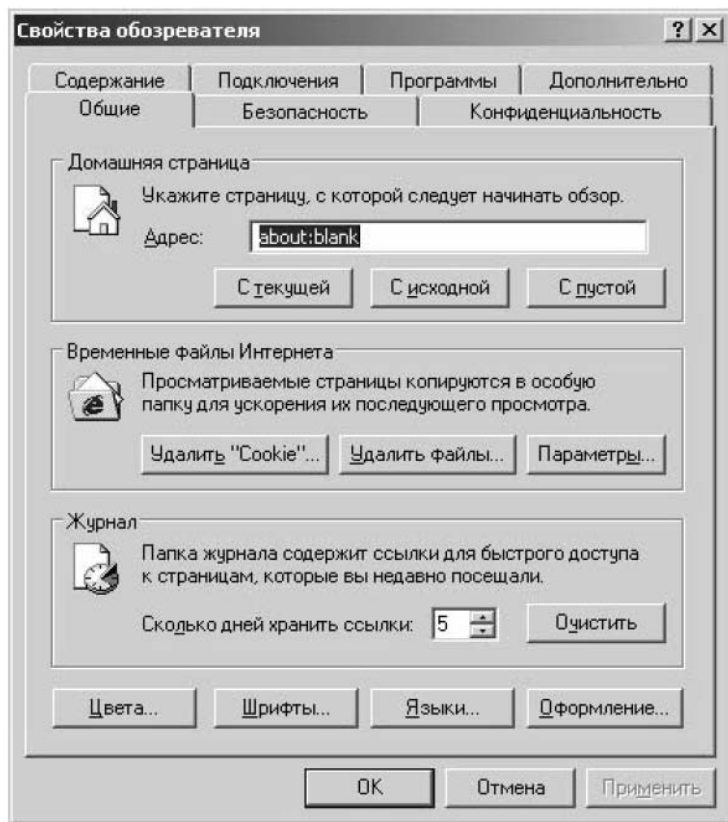 Свойства обозревателя
Содержание Подключения Программы Дополнительно
Общие Безопасность Конфиденциальность
Домашняя страница
Укажите страницу, с которой следует начинать обзор.
Адрес: about:blank
С текущей С исходной С пустой
Временные файлы Интернета
Просматриваемые страницы копируются в особую
папку для ускорения их последующего просмотра.
Удалить "Cookie"... Удалить файлы... Параметры...
Журнал
Папка журнала содержит ссылки для быстрого доступа
к страницам, которые вы недавно посещали.
Сколько дней хранить ссылки: 5 Очистить
Цвета... Шрифты... Языки... Оформление...
OK Отмена Применить